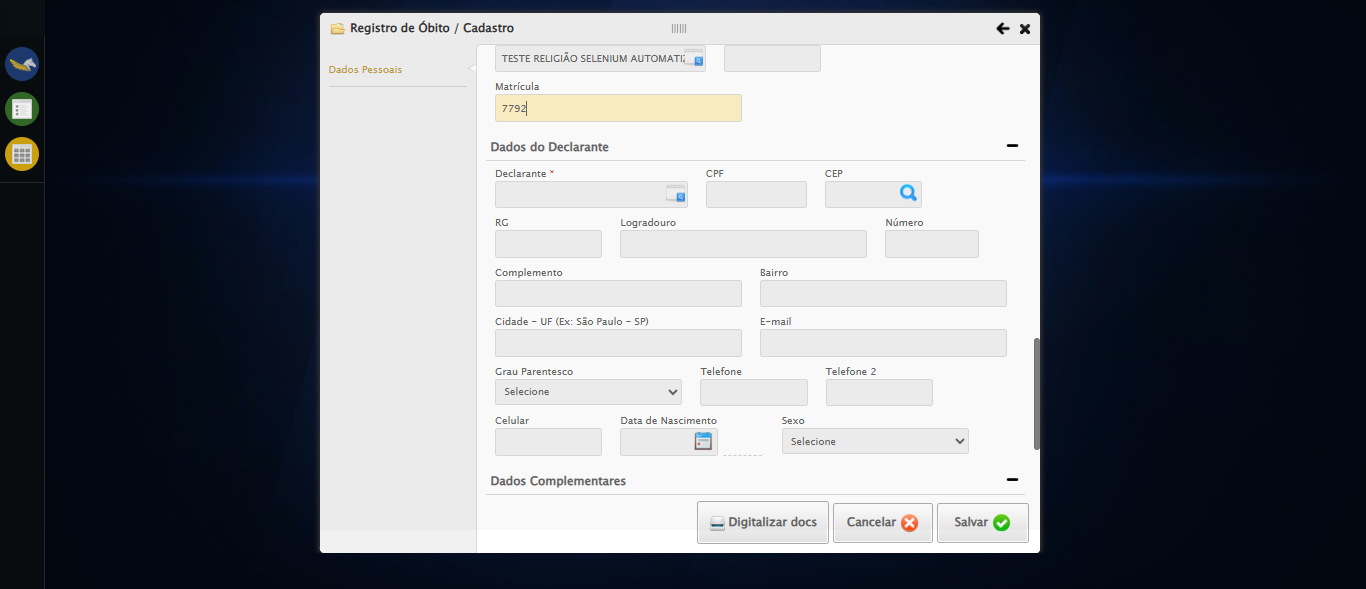 Registro de Óbito / Cadastro
Dados Pessoais
TESTE RELIGIÃO SELENIUM
Matrícula
7792
Dados do Declarante
Declarante * CPF CEP
RG Logradouro Número
Complemento Bairro
Cidade - UF (Ex: São Paulo - SP) E-mail
Grau Parentesco Telefone Telefone 2
Selecione
Celular Data de Nascimento Sexo
Selecione
Dados Complementares
Digitalizar docs Cancelar Salvar